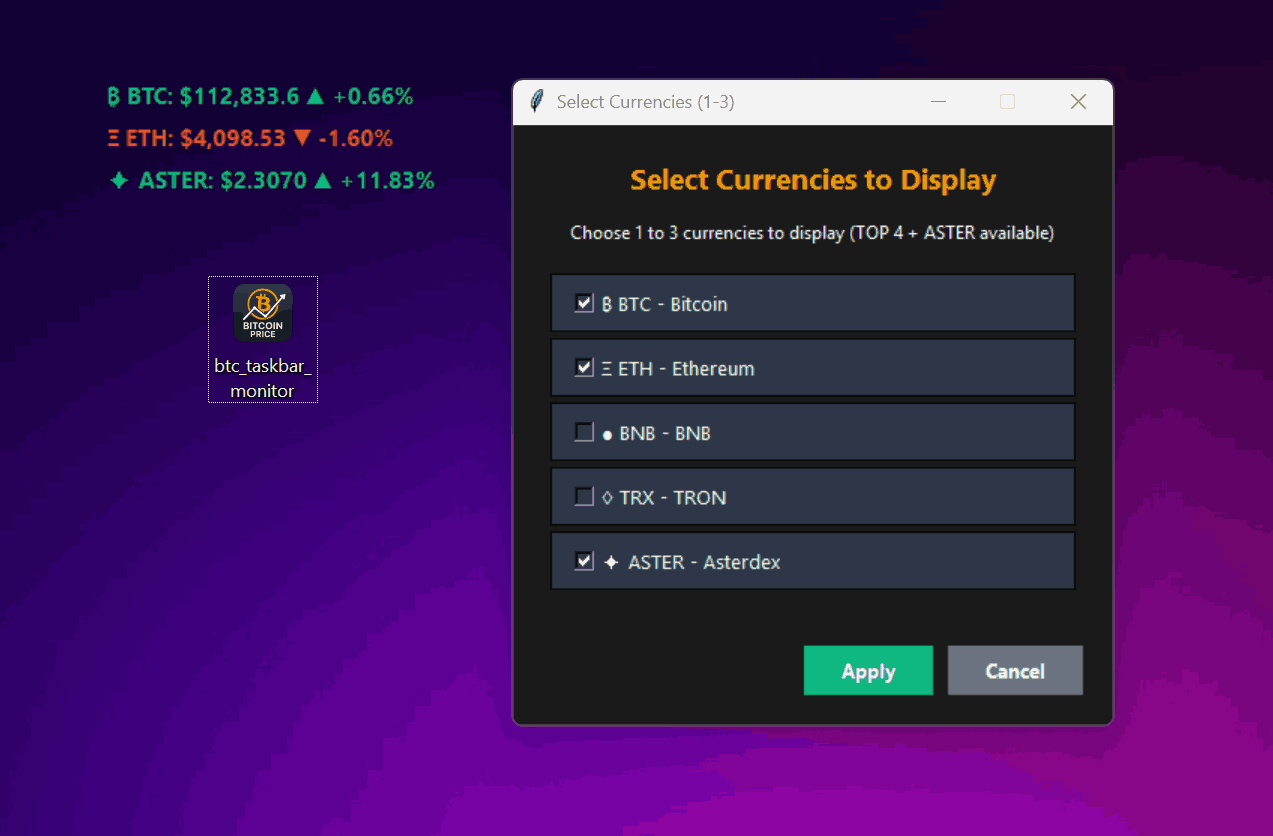 ₿ BTC: $112,833.6 ▲ +0.66%
Ξ ETH: $4,098.53 ▼ -1.60%
✦ ASTER: $2.3070 ▲ +11.83%
BITCOIN
PRICE
btc_taskbar_
monitor
Select Currencies (1-3)
Select Currencies to Display
Choose 1 to 3 currencies to display (TOP 4 + ASTER available)
₿ BTC - Bitcoin
Ξ ETH - Ethereum
● BNB - BNB
◊ TRX - TRON
✦ ASTER - Asterdex
Apply
Cancel